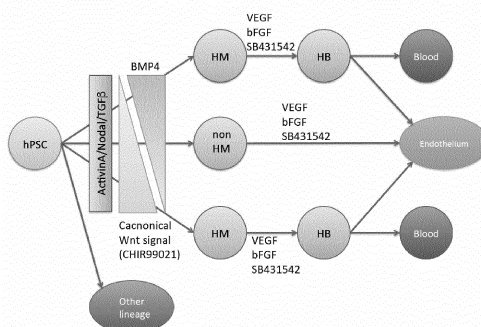 VEGF
bFGF
SB431542
BMP4
HM
HB
Blood
hPSC
ActivinA/Nodal/TGFβ
non
HM
VEGF
bFGF
SB431542
Endothelium
Cacnonical
Wnt signal
(CHIR99021)
HM
VEGF
bFGF
SB431542
HB
Blood
Other
lineage